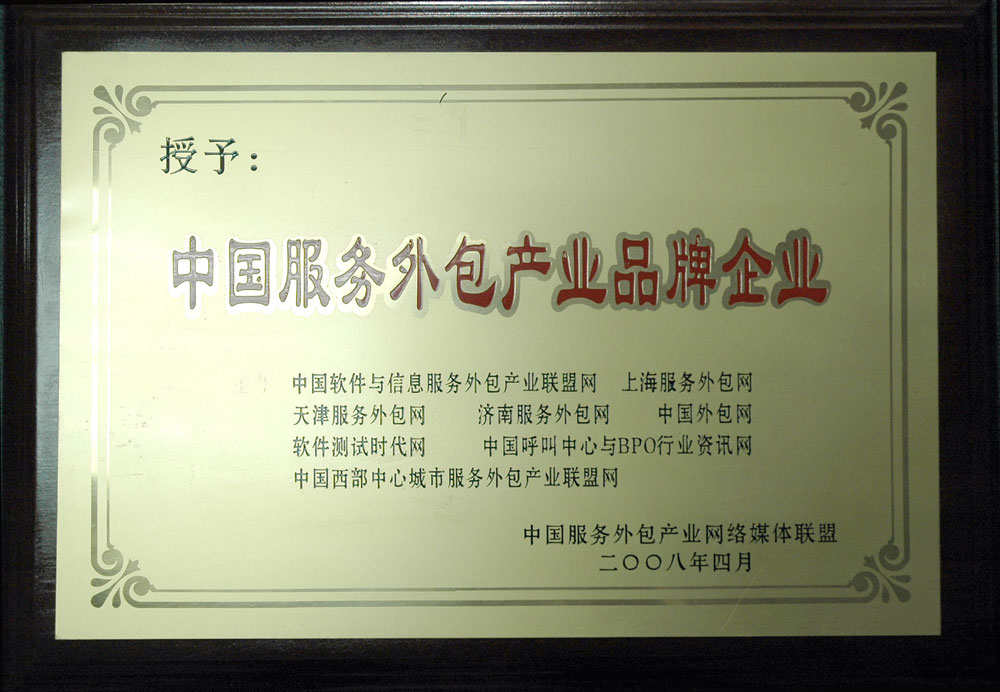 授予：
中国服务外包产业品牌企业
中国软件与信息服务外包产业联盟网 上海服务外包网
天津服务外包网 济南服务外包网 中国外包网
软件测试时代网 中国呼叫中心与BPO行业资讯网
中国西部中心城市服务外包产业联盟网
中国服务外包产业网络媒体联盟
二〇〇八年四月